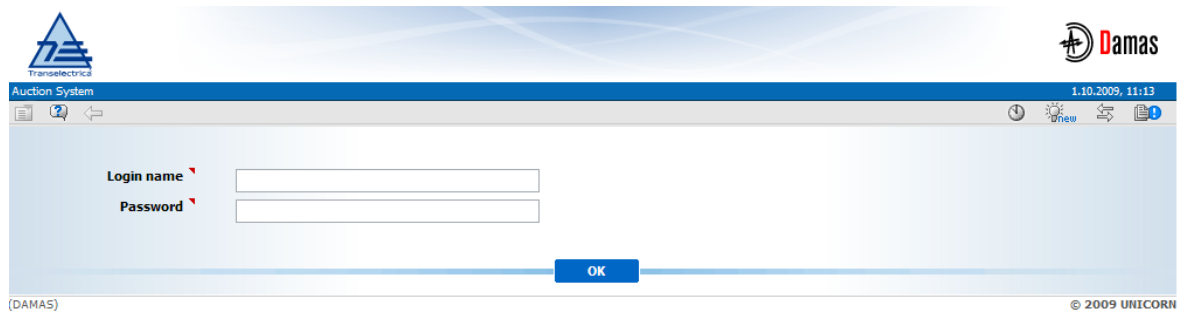 Transelectrica
Damas
Auction System
1.10.2009, 11:13
new
Login name
Password
OK
(DAMAS)
© 2009 UNICORN